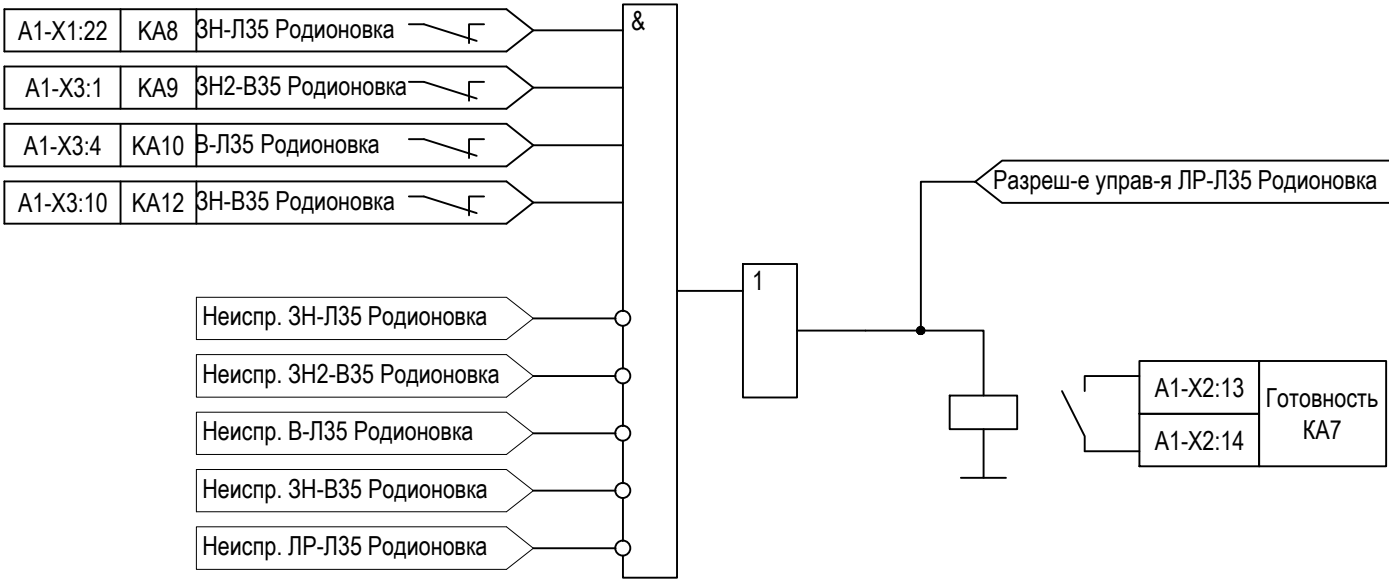 A1-X1:22 KA8 ЗН-Л35 Родионовка
&
A1-X3:1 KA9 ЗН2-В35 Родионовка
A1-X3:4 KA10 В-Л35 Родионовка
A1-X3:10 KA12 ЗН-В35 Родионовка
Разреш-е управ-я ЛР-Л35 Родионовка
1
Неиспр. ЗН-Л35 Родионовка
Неиспр. ЗН2-В35 Родионовка
Неиспр. В-Л35 Родионовка
Неиспр. ЗН-В35 Родионовка
Неиспр. ЛР-Л35 Родионовка
A1-X2:13
A1-X2:14
Готовность
КА7